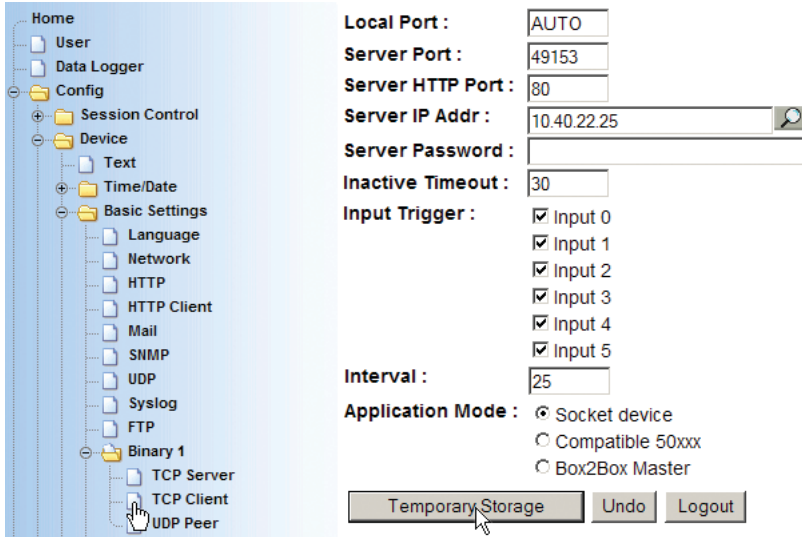 Home
User
Data Logger
Config
Session Control
Device
Text
Time/Date
Basic Settings
Language
Network
HTTP
HTTP Client
Mail
SNMP
UDP
Syslog
FTP
Binary 1
TCP Server
TCP Client
UDP Peer
Local Port : AUTO
Server Port : 49153
Server HTTP Port : 80
Server IP Addr : 10.40.22.25
Server Password :
Inactive Timeout : 30
Input Trigger : Input 0
Input 1
Input 2
Input 3
Input 4
Input 5
Interval : 25
Application Mode : Socket device
Compatible 50xxx
Box2Box Master
Temporary Storage Undo Logout